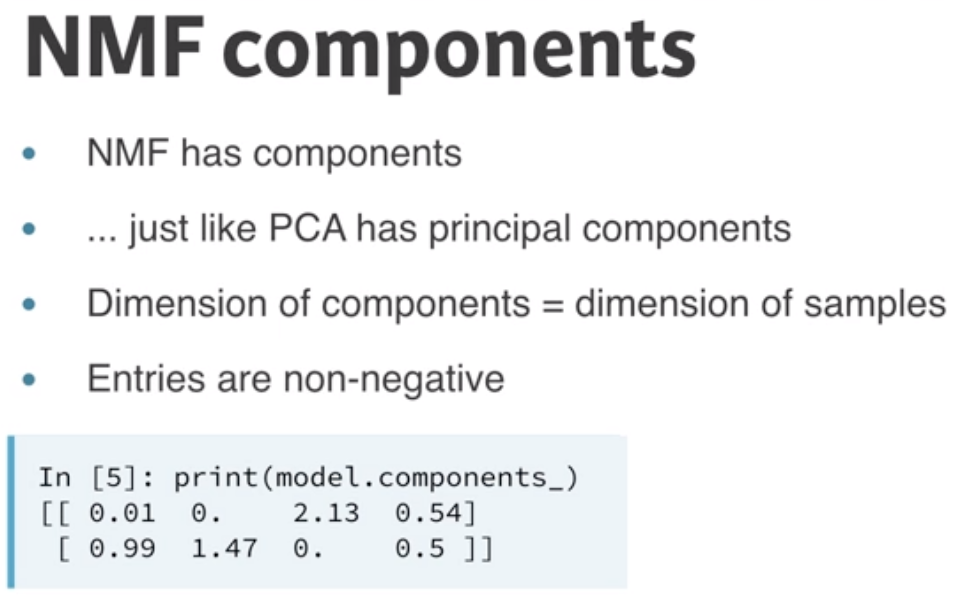 NMF components
• NMF has components
• ... just like PCA has principal components
• Dimension of components = dimension of samples
• Entries are non-negative
In [5]: print(model.components_)
[[ 0.01  0.    2.13  0.54]
 [ 0.99  1.47  0.    0.5 ]]